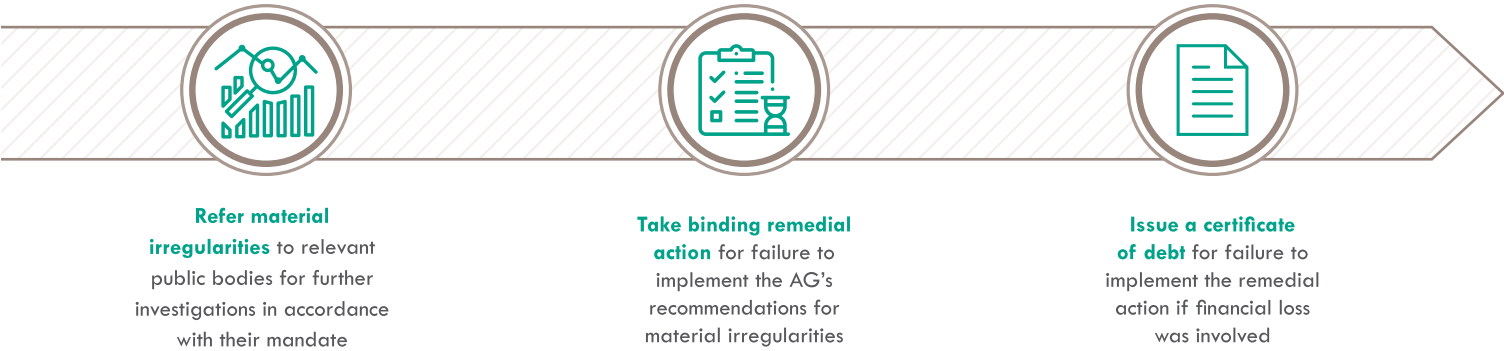 Refer material
irregularities to relevant
public bodies for further
investigations in accordance
with their mandate
Take binding remedial
action for failure to
implement the AG’s
recommendations for
material irregularities
Issue a certificate
of debt for failure to
implement the remedial
action if financial loss
was involved